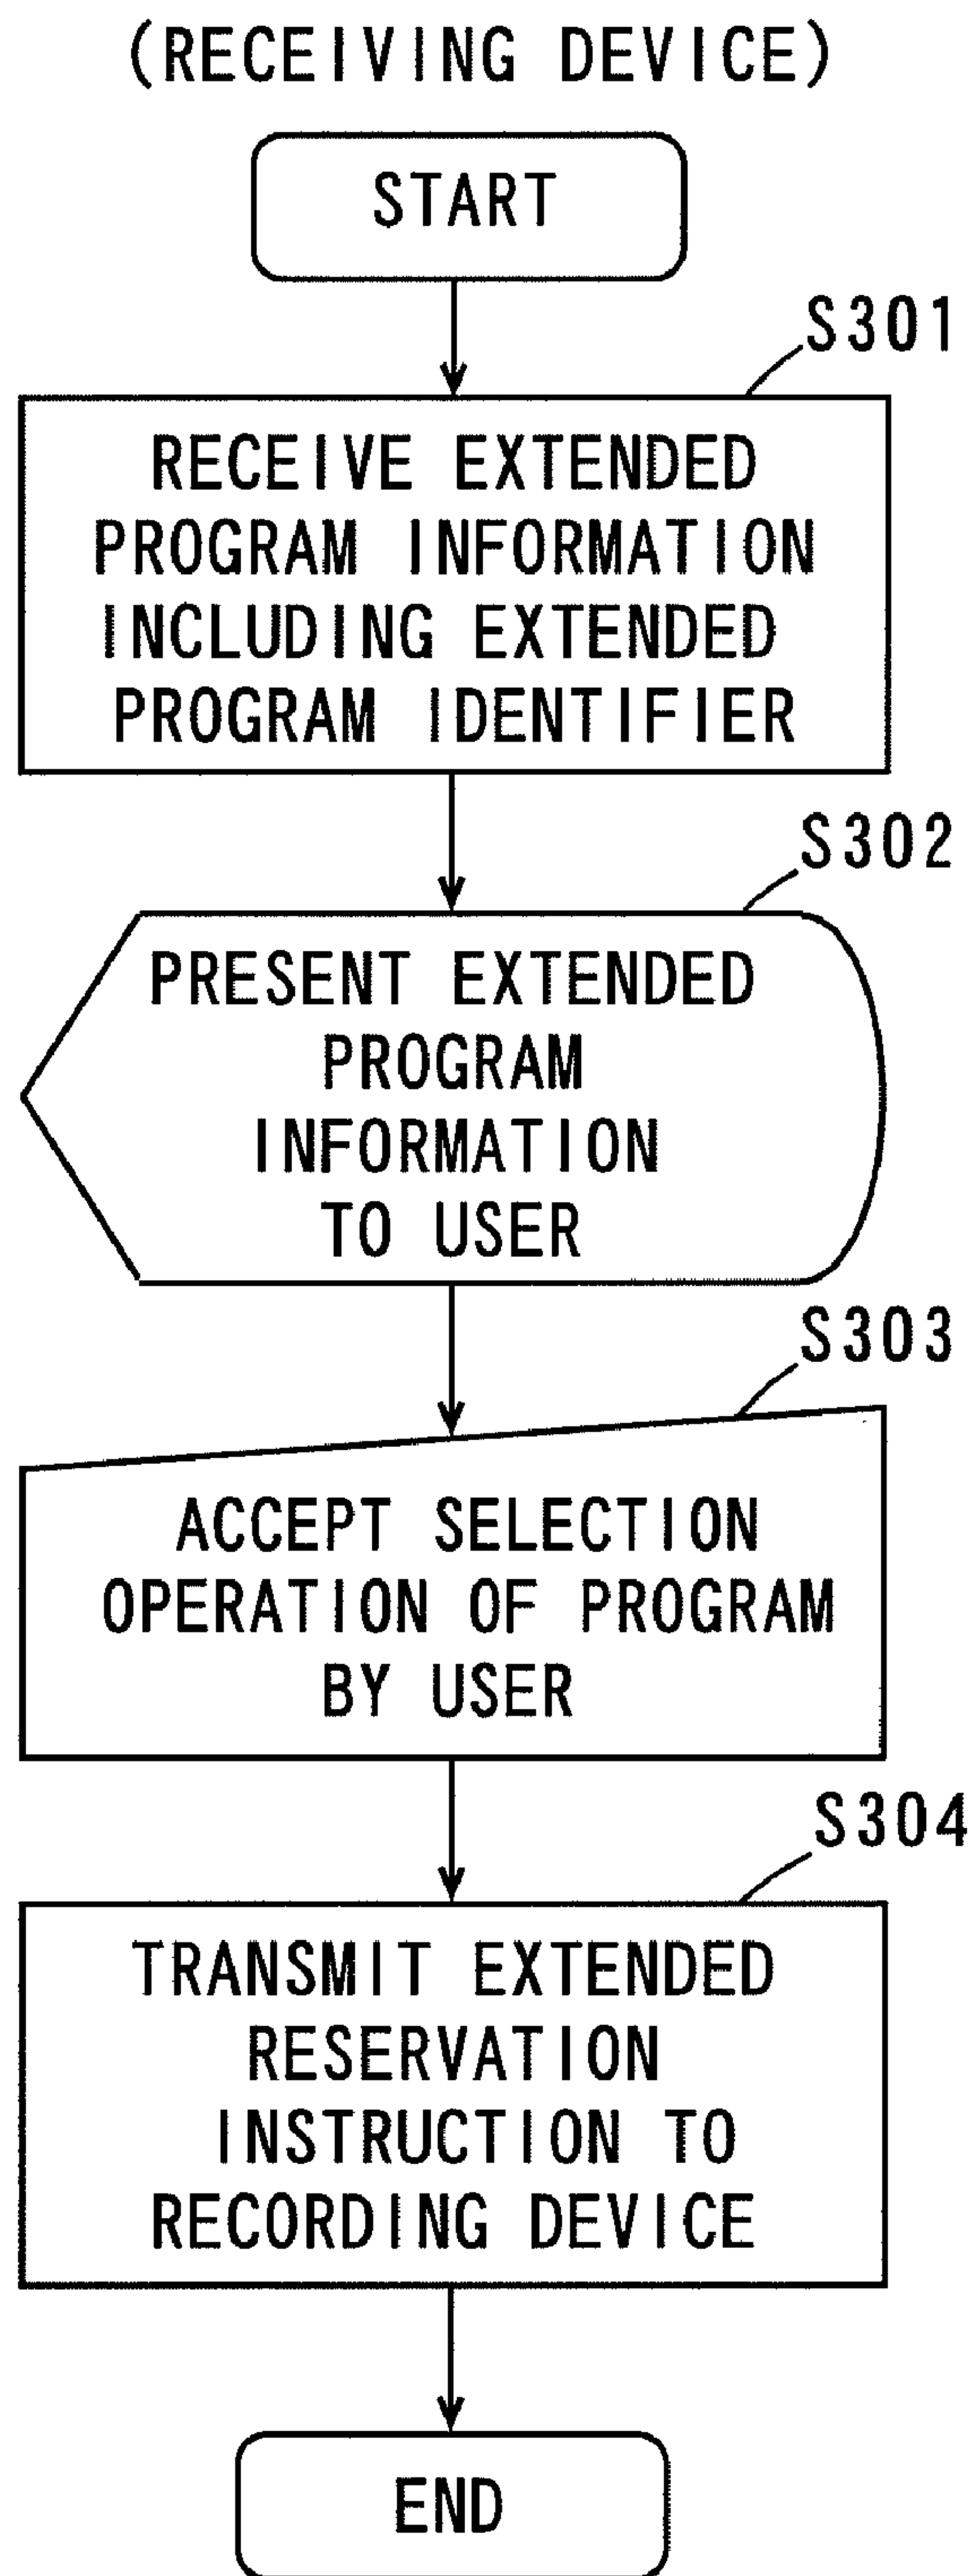 (RECEIVING DEVICE)
START
S301
RECEIVE EXTENDED
PROGRAM INFORMATION
INCLUDING EXTENDED
PROGRAM IDENTIFIER
S302
PRESENT EXTENDED
PROGRAM
INFORMATION
TO USER
S303
ACCEPT SELECTION
OPERATION OF PROGRAM
BY USER
S304
TRANSMIT EXTENDED
RESERVATION
INSTRUCTION TO
RECORDING DEVICE
END